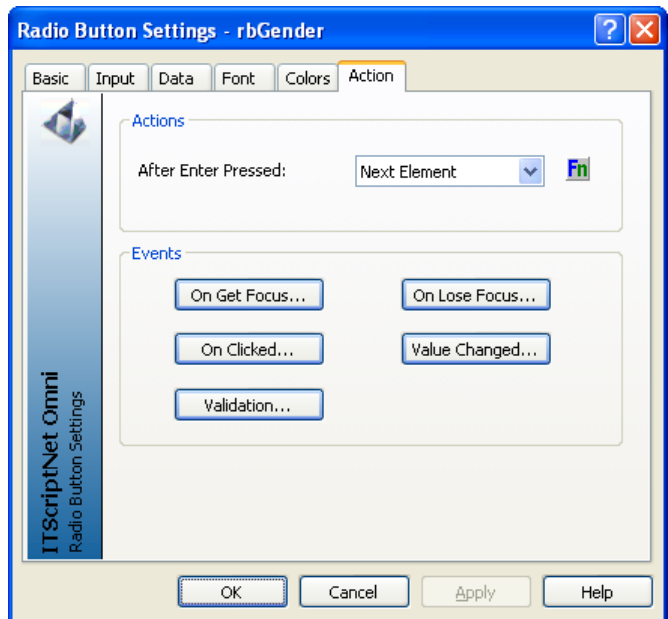 Radio Button Settings - rbGender
Basic Input Data Font Colors Action
Actions
After Enter Pressed: Next Element Fn
Events
On Get Focus... On Lose Focus...
On Clicked... Value Changed...
Validation...
ITScriptNet Omni
Radio Button Settings
OK Cancel Apply Help